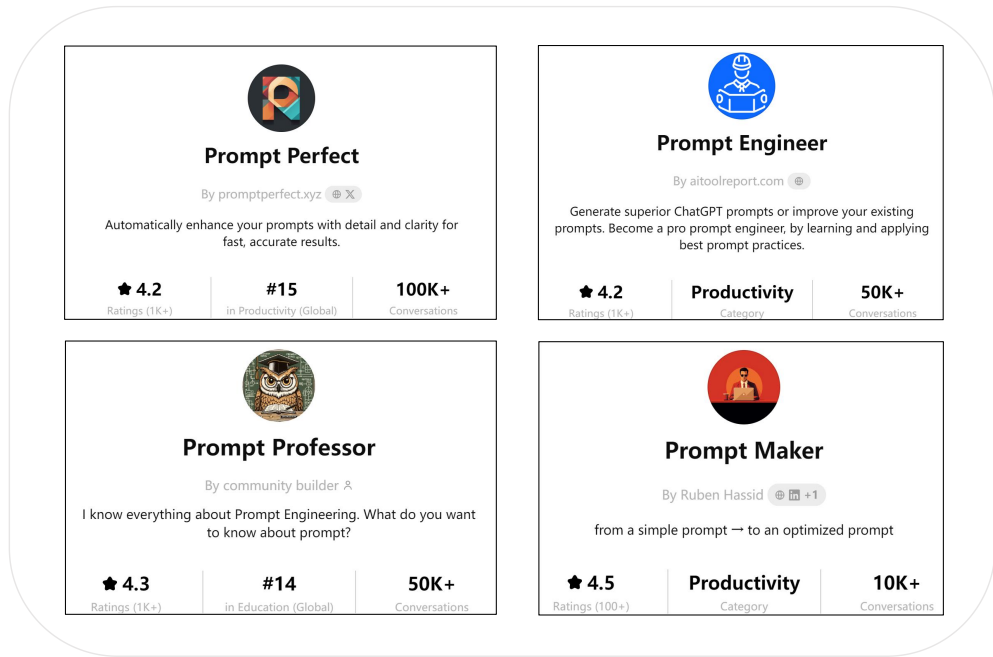 Prompt Perfect
By promptperfect.xyz
Automatically enhance your prompts with detail and clarity for
fast, accurate results.
4.2
#15
100K+
Ratings (1K+)
in Productivity (Global)
Conversations
Prompt Engineer
By aitoolreport.com
Generate superior ChatGPT prompts or improve your existing
prompts. Become a pro prompt engineer, by learning and applying
best prompt practices.
4.2
Productivity
50K+
Ratings (1K+)
Category
Conversations
Prompt Professor
By community builder
I know everything about Prompt Engineering. What do you want
to know about prompt?
4.3
#14
50K+
Ratings (1K+)
in Education (Global)
Conversations
Prompt Maker
By Ruben Hassid
in
+1
from a simple prompt → to an optimized prompt
4.5
Productivity
10K+
Ratings (100+)
Category
Conversations